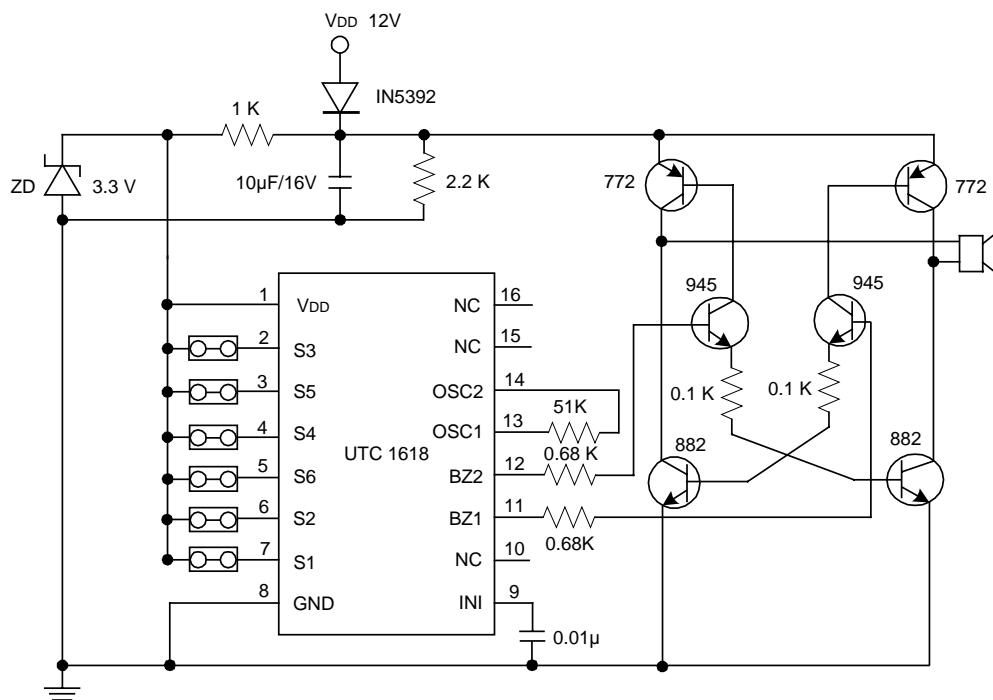 VDD 12V
IN5392
1 K
ZD
3.3 V
10µF/16V
2.2 K
772
772
945
945
0.1 K
0.1 K
882
882
1
VDD
2
S3
3
S5
4
S4
5
S6
6
S2
7
S1
8
GND
UTC 1618
NC
16
NC
15
OSC2
14
OSC1
13
51K
BZ2
12
0.68 K
BZ1
11
0.68K
NC
10
INI
9
0.01µ